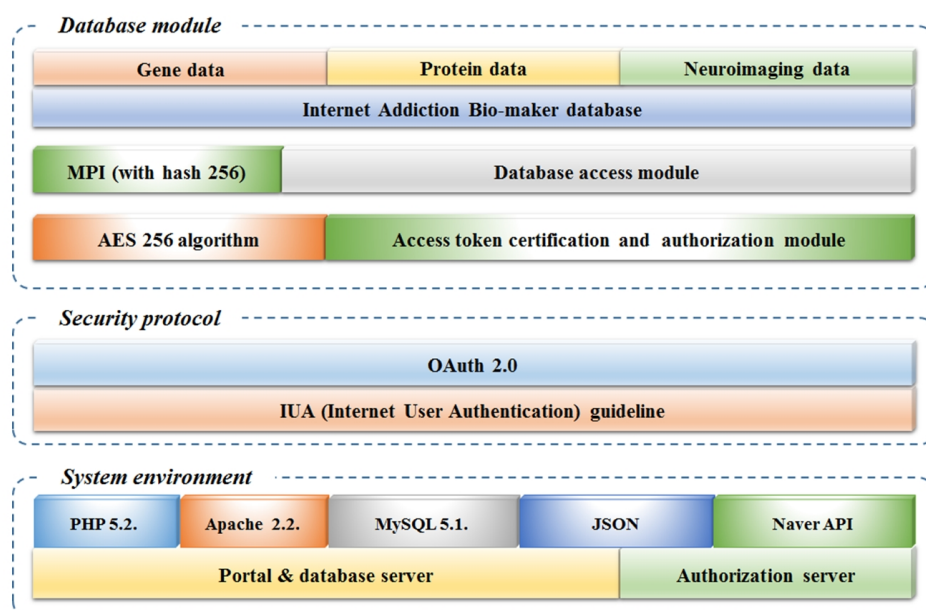 Database module
Gene data
Protein data
Neuroimaging data
Internet Addiction Bio-maker database
MPI (with hash 256)
Database access module
AES 256 algorithm
Access token certification and authorization module
Security protocol
OAuth 2.0
IUA (Internet User Authentication) guideline
System environment
PHP 5.2.
Apache 2.2.
MySQL 5.1.
JSON
Naver API
Portal & database server
Authorization server